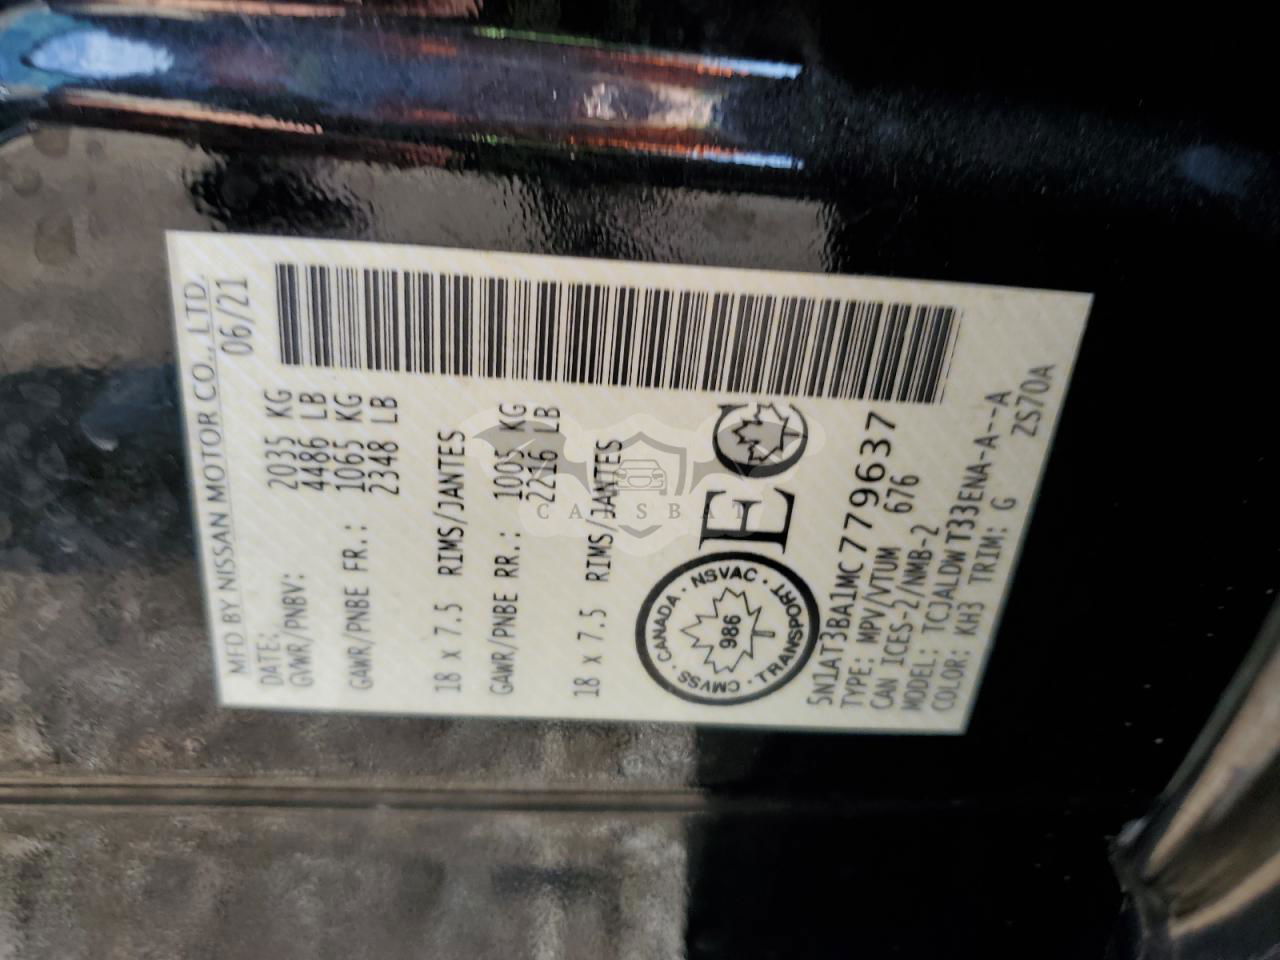 MFD BY NISSAN MOTOR CO., LTD.
DATE: 06/21
GVWR/PNBV: 2035 KG
4486 LB
GAWR/PNBE FR.: 1065 KG
2348 LB
18 x 7.5 RIMS/JANTES
GAWR/PNBE RR.: 1005 KG
2216 LB
18 x 7.5 RIMS/JANTES
CANADA · NSVAC · TRANSPORT · CMVSS ·
986
EC
5N1AT3BA1MC779637
TYPE: MPV/VTUM 676
CAN ICES-2/NMB-2
MODEL: TCJALDWT33ENA-A--A
COLOR: KH3 TRIM: G ZS70A
CARSBAT